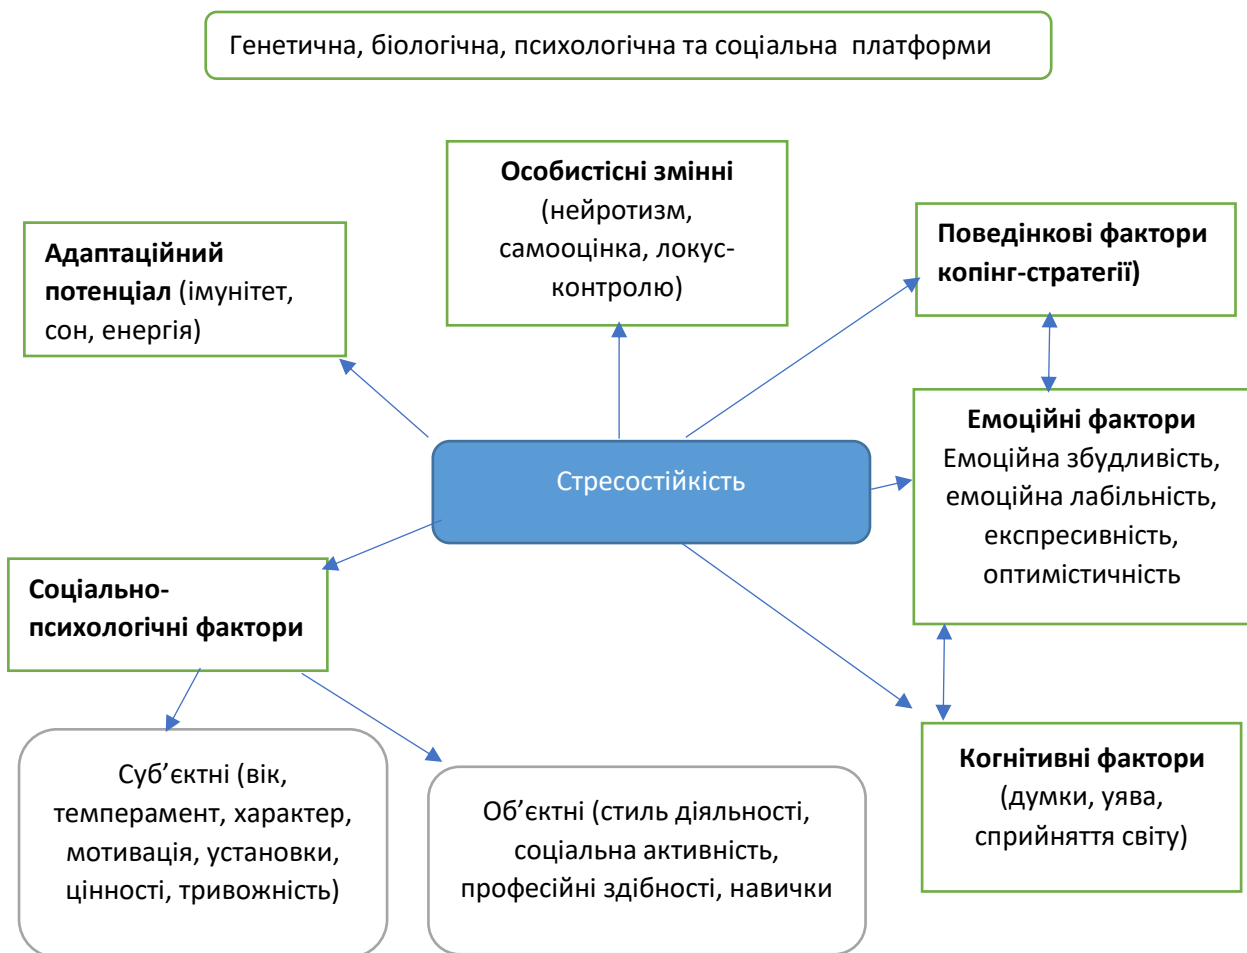 Генетична, біологічна, психологічна та соціальна  платформи
Особистісні змінні
(нейротизм,
самооцінка, локус-
контролю)
Адаптаційний
потенціал (імунітет,
сон, енергія)
Поведінкові фактори
копінг-стратегії)
Стресостійкість
Емоційні фактори
Емоційна збудливість,
емоційна лабільність,
експресивність,
оптимістичність
Соціально-
психологічні фактори
Суб’єктні (вік,
темперамент, характер,
мотивація, установки,
цінності, тривожність)
Об’єктні (стиль діяльності,
соціальна активність,
професійні здібності, навички
Когнітивні фактори
(думки, уява,
сприйняття світу)